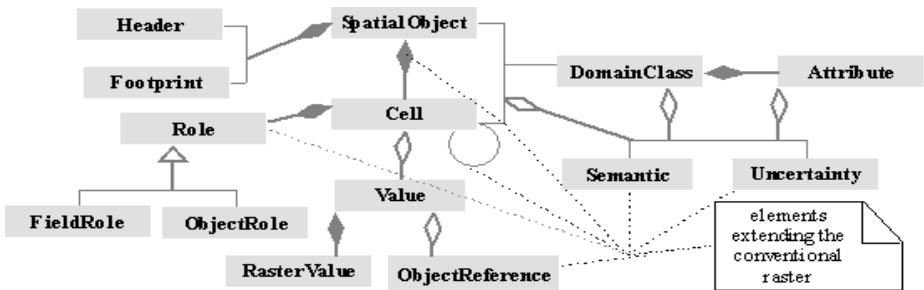 Header
SpatialObject
Footprint
DomainClass
Attribute
Role
Cell
Semantic
Uncertainty
Value
FieldRole
ObjectRole
RasterValue
ObjectReference
elements
extending the
conventional
raster